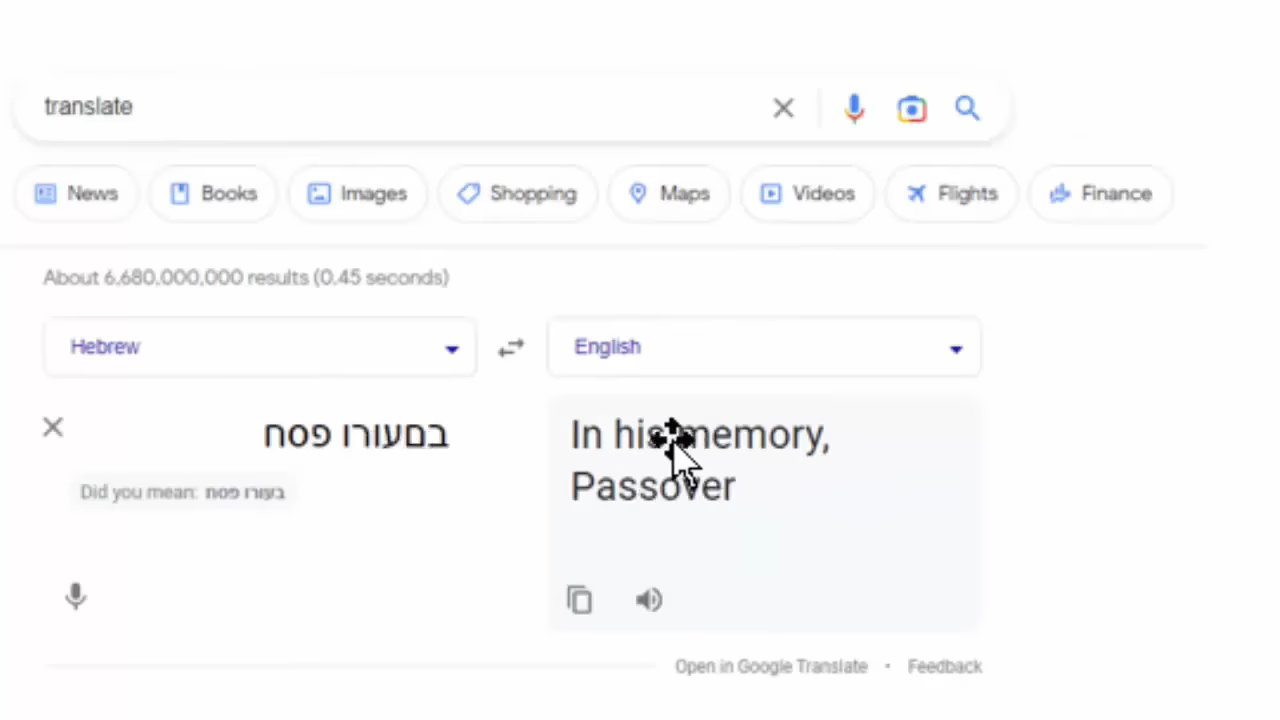 translate
News Books Images Shopping Maps Videos Flights Finance
About 6,680,000,000 results (0.45 seconds)
Hebrew
English
במעורו פסח
In his memory,
Passover
Did you mean: בעורו פסח
Open in Google Translate • Feedback